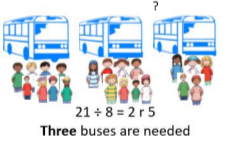 ?
21 ÷ 8 = 2 r 5
Three buses are needed